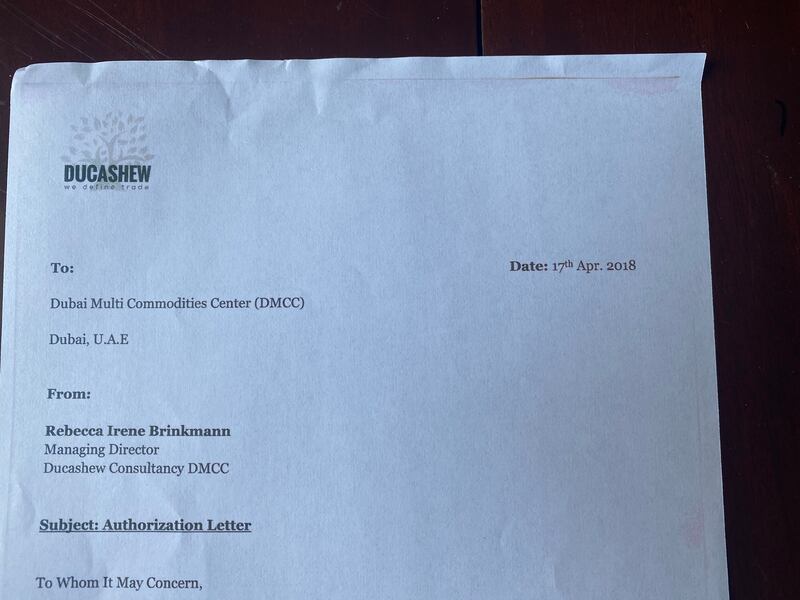 DUCASHEW
we define trade
To:
Date: 17th Apr. 2018
Dubai Multi Commodities Center (DMCC)
Dubai, U.A.E
From:
Rebecca Irene Brinkmann
Managing Director
Ducashew Consultancy DMCC
Subject: Authorization Letter
To Whom It May Concern,